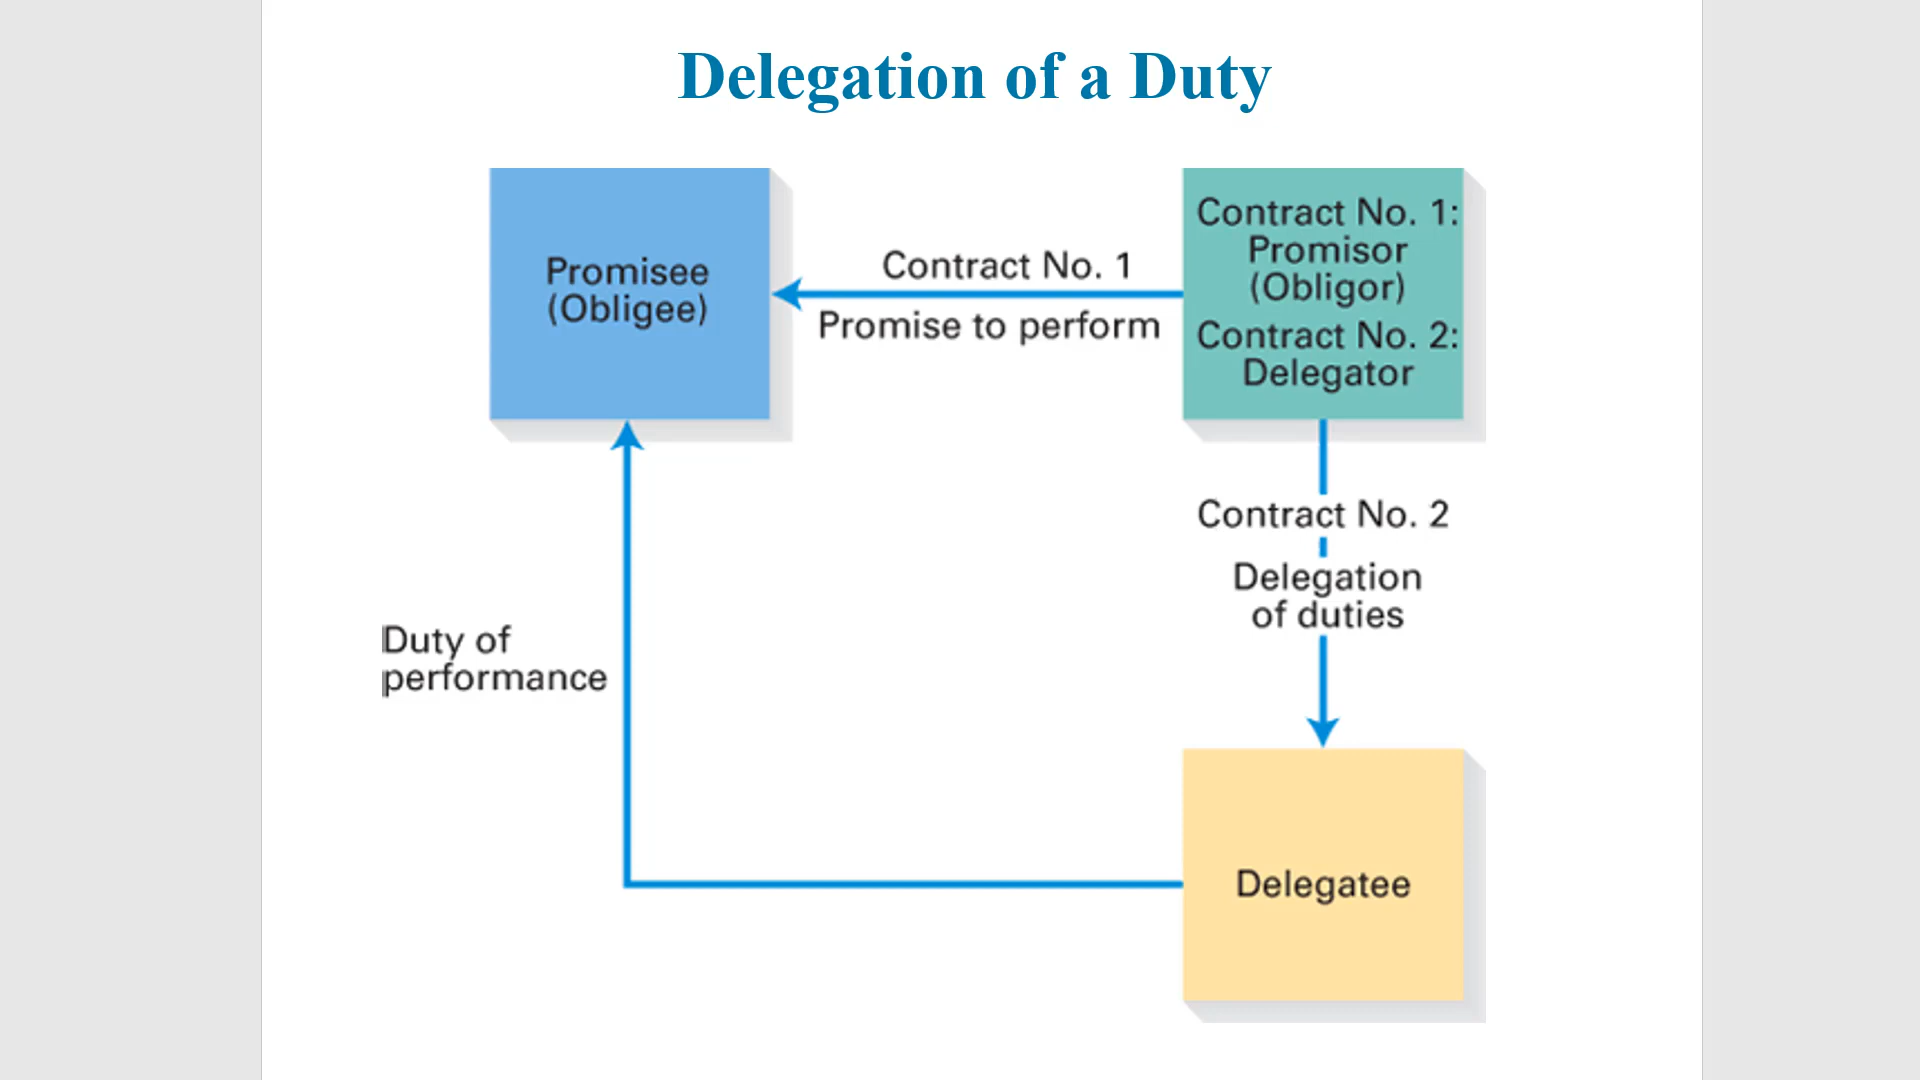 Delegation of a Duty
Promisee
(Obligee)
Contract No. 1
Promise to perform
Contract No. 1:
Promisor
(Obligor)
Contract No. 2:
Delegator
Contract No. 2
Delegation
of duties
Duty of
performance
Delegatee